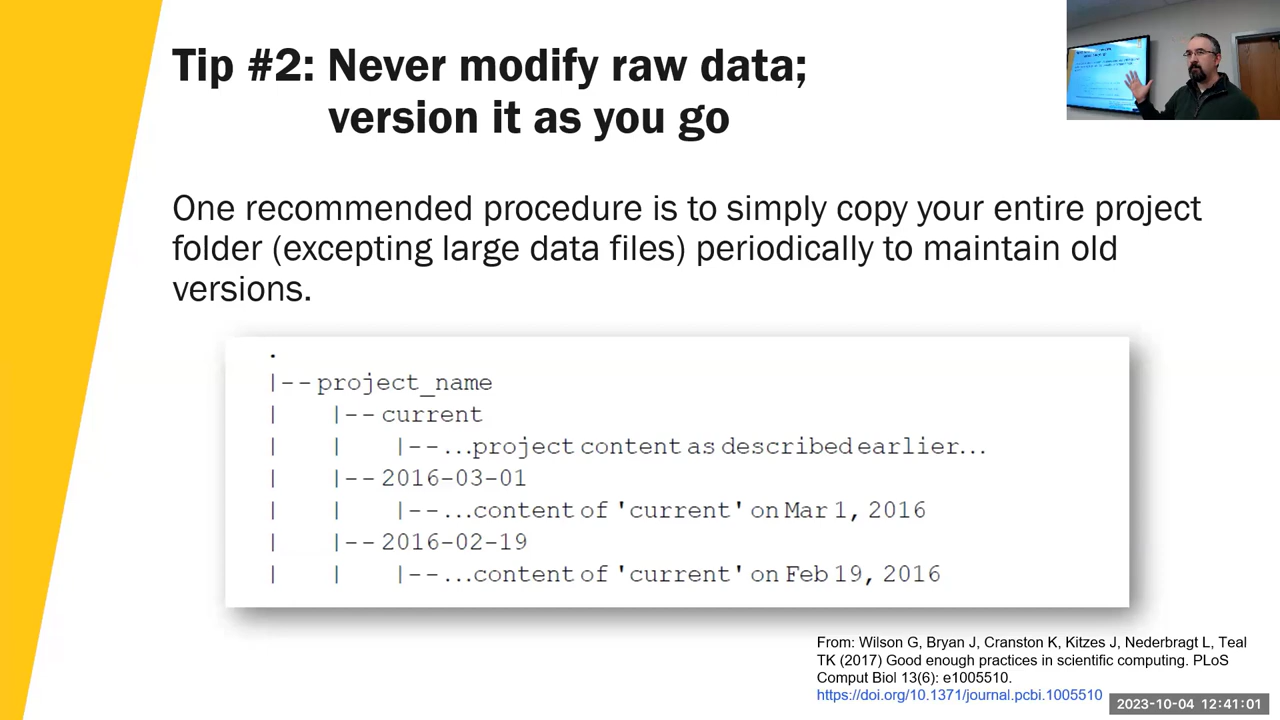 Tip #2: Never modify raw data;
version it as you go
One recommended procedure is to simply copy your entire project
folder (excepting large data files) periodically to maintain old
versions.
.
|--project_name
| |--current
| | |--...project content as described earlier...
| |--2016-03-01
| | |--...content of 'current' on Mar 1, 2016
| |--2016-02-19
| | |--...content of 'current' on Feb 19, 2016
From: Wilson G, Bryan J, Cranston K, Kitzes J, Nederbragt L, Teal
TK (2017) Good enough practices in scientific computing. PLoS
Comput Biol 13(6): e1005510.
https://doi.org/10.1371/journal.pcbi.1005510
2023-10-04 12:41:01